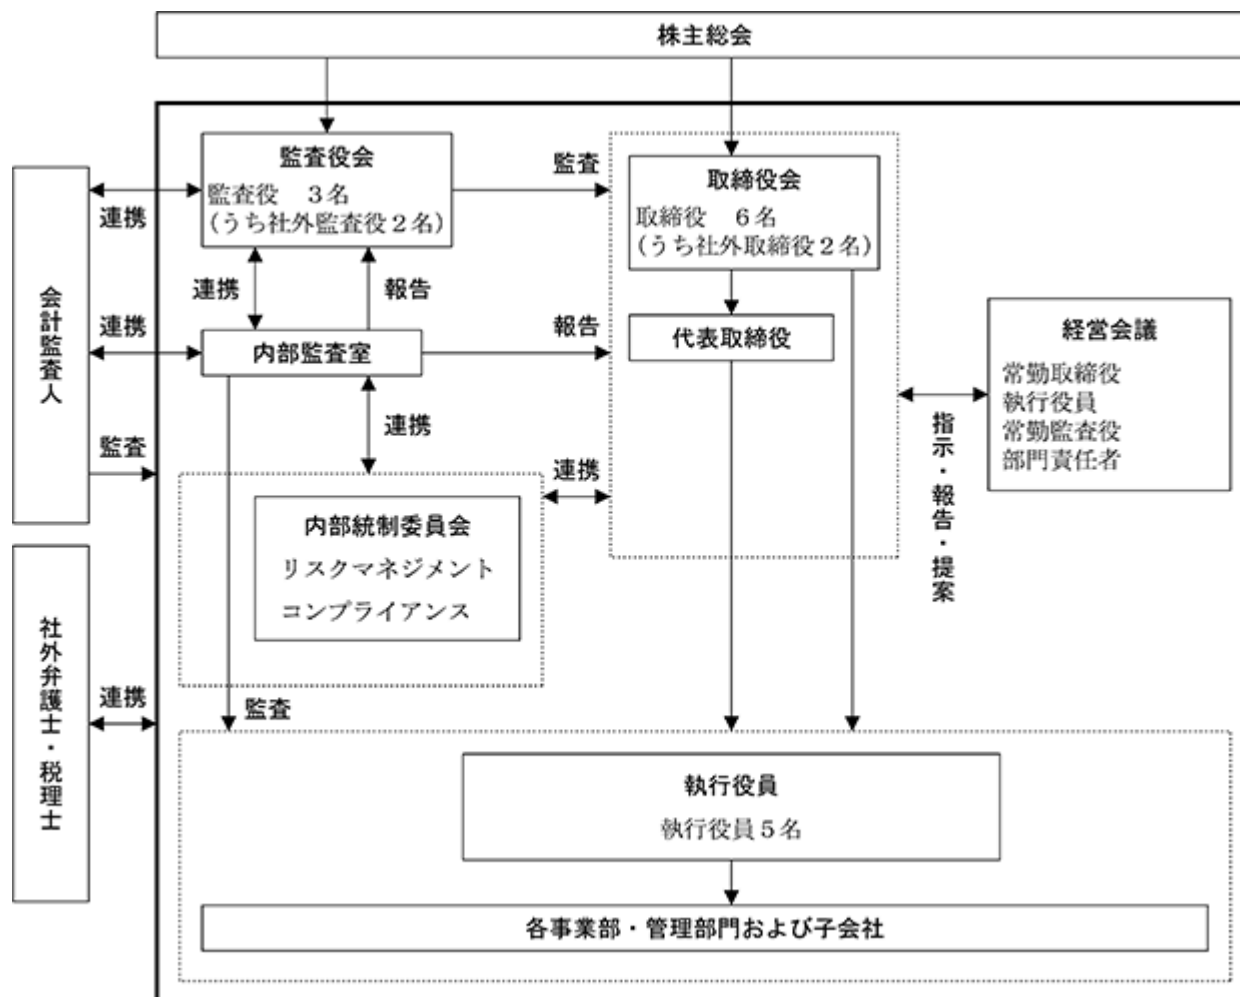 株主総会
監査役会
監査役　３名
(うち社外監査役２名)
監査
取締役会
取締役　６名
(うち社外取締役２名)
連携
連携
報告
会計監査人
連携
内部監査室
報告
代表取締役
経営会議
常勤取締役
執行役員
常勤監査役
部門責任者
指示・報告・提案
監査
連携
連携
内部統制委員会
リスクマネジメント
コンプライアンス
社外弁護士・税理士
連携
監査
執行役員
執行役員５名
各事業部・管理部門および子会社